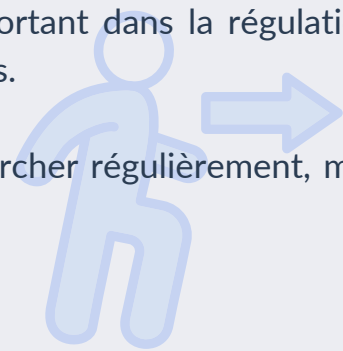 ortant dans la régulati
s.
rcher régulièrement, m